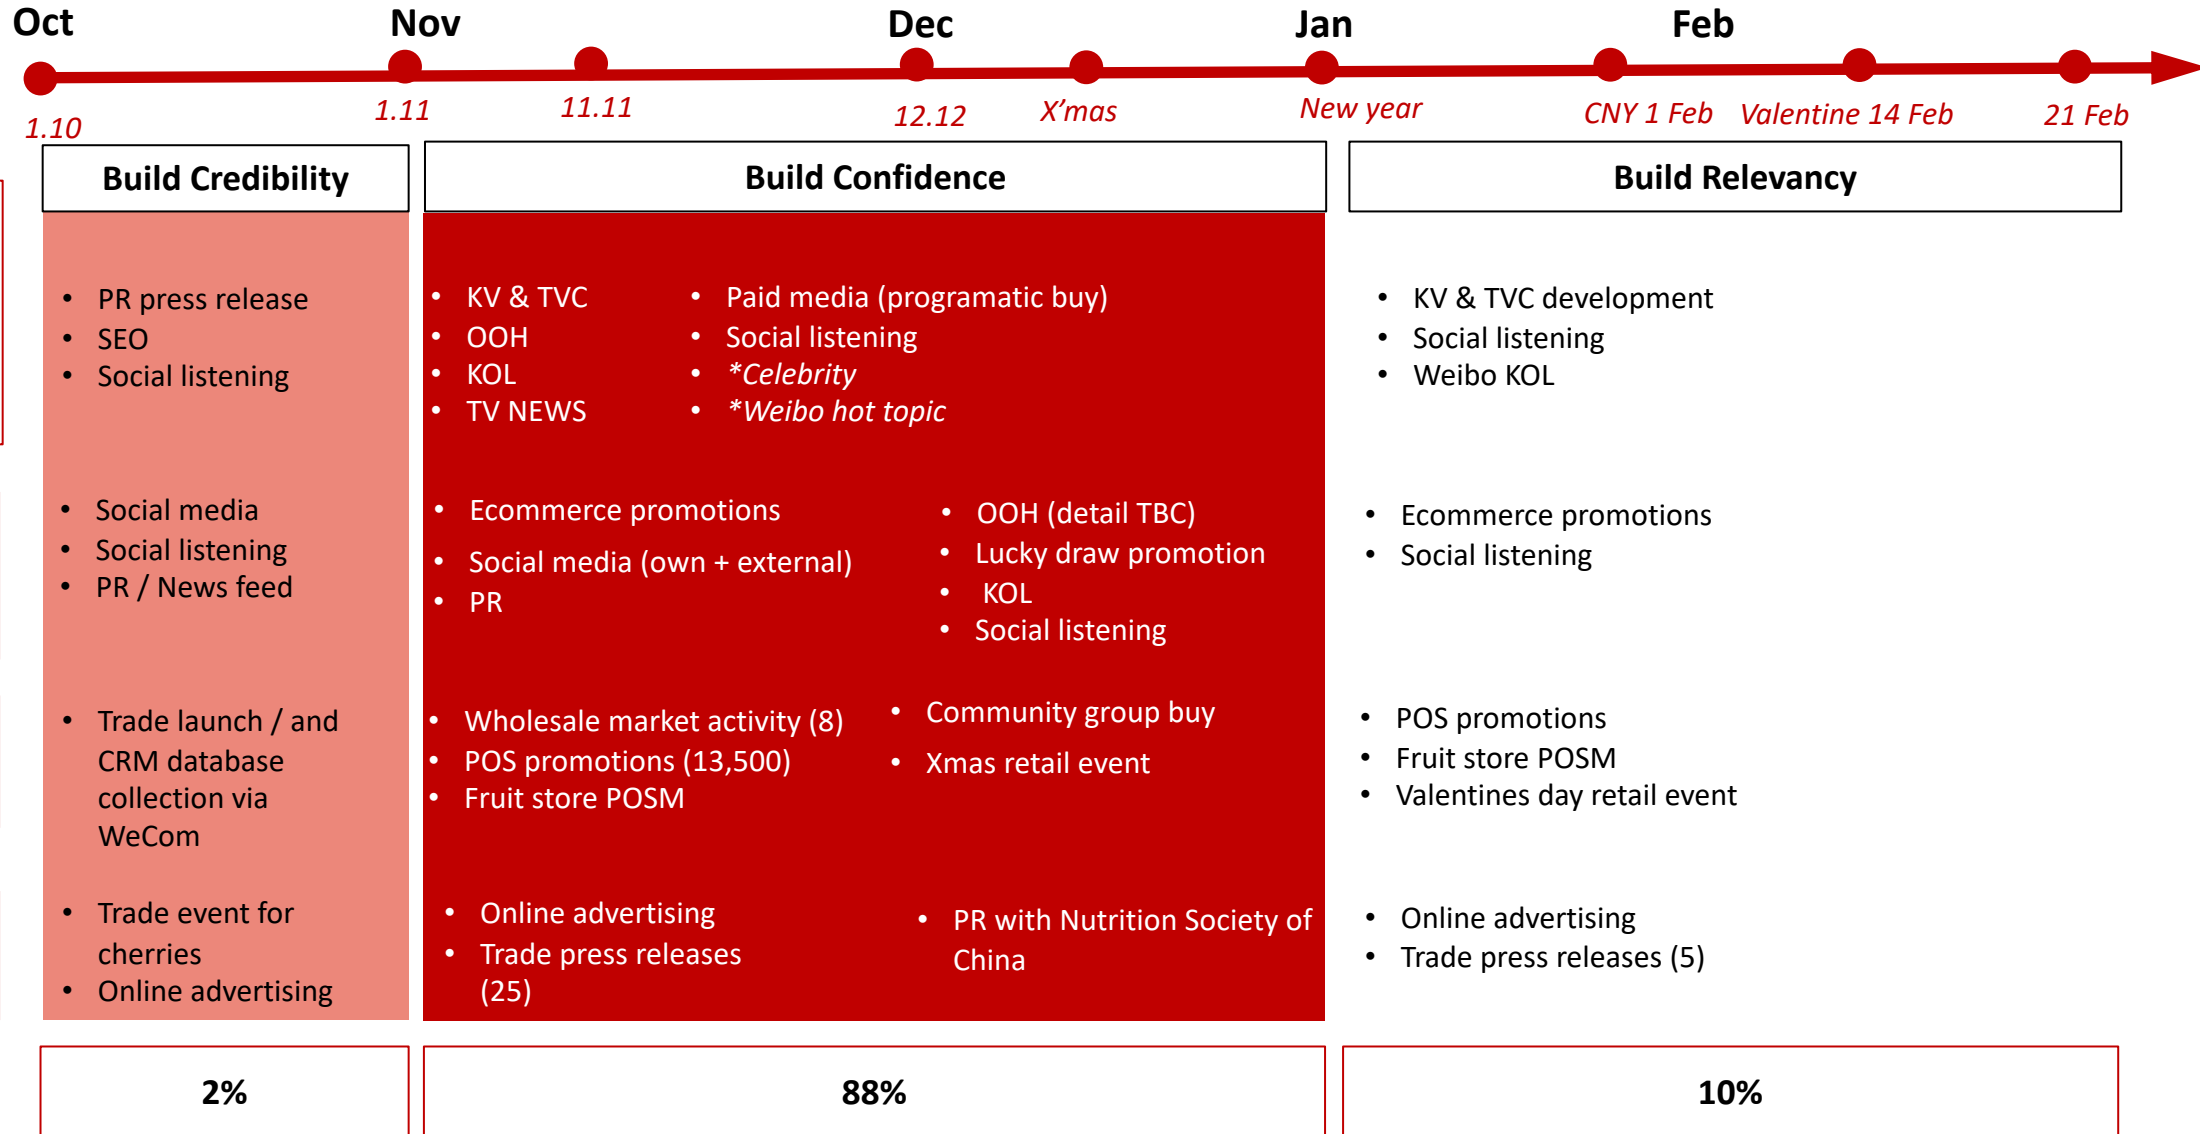 Oct
Nov
Dec
Jan
Feb
1.10
1.11
11.11
12.12
X'mas
New year
CNY 1 Feb
Valentine 14 Feb
21 Feb
Build Credibility
Build Confidence
Build Relevancy
• PR press release
• SEO
• Social listening
• KV & TVC
• OOH
• KOL
• TV NEWS
• Paid media (programatic buy)
• Social listening
• *Celebrity
• *Weibo hot topic
• KV & TVC development
• Social listening
• Weibo KOL
• Social media
• Social listening
• PR / News feed
• Ecommerce promotions
• Social media (own + external)
• PR
• OOH (detail TBC)
• Lucky draw promotion
• KOL
• Social listening
• Ecommerce promotions
• Social listening
• Trade launch / and
CRM database
collection via
WeCom
• Wholesale market activity (8)
• POS promotions (13,500)
• Fruit store POSM
• Community group buy
• Xmas retail event
• POS promotions
• Fruit store POSM
• Valentines day retail event
• Trade event for
cherries
• Online advertising
• Online advertising
• Trade press releases
(25)
• PR with Nutrition Society of
China
• Online advertising
• Trade press releases (5)
2%
88%
10%